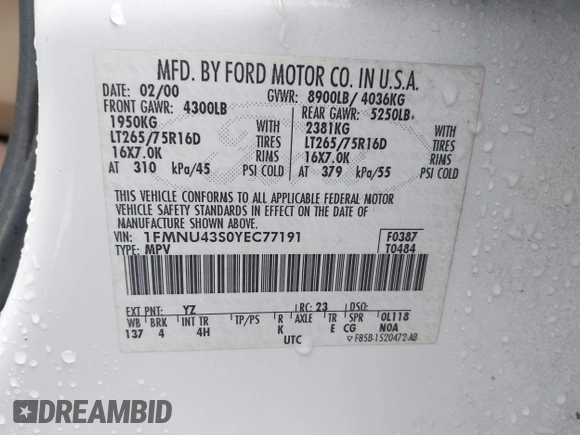 MFD. BY FORD MOTOR CO. IN U.S.A.
DATE: 02/00 GVWR: 8900LB/ 4036KG
FRONT GAWR: 4300LB REAR GAWR: 5250LB
1950KG WITH 2381KG WITH
LT265/75R16D TIRES LT265/75R16D TIRES
16X7.0K RIMS 16X7.0K RIMS
AT 310 kPa/45 PSI COLD AT 379 kPa/55 PSI COLD
THIS VEHICLE CONFORMS TO ALL APPLICABLE FEDERAL MOTOR
VEHICLE SAFETY STANDARDS IN EFFECT ON THE DATE OF
MANUFACTURE SHOWN ABOVE.
VIN: 1FMNU43S0YEC77191 F0387
TYPE: MPV T0484
EXT PNT: YZ RC: 23 DSO:
WB BRK INT TR TP/PS R AXLE TR SPR 0L118
137 4 4H K E CG N0A
UTC ▽ F85B-1520472-AB
DREAMBID